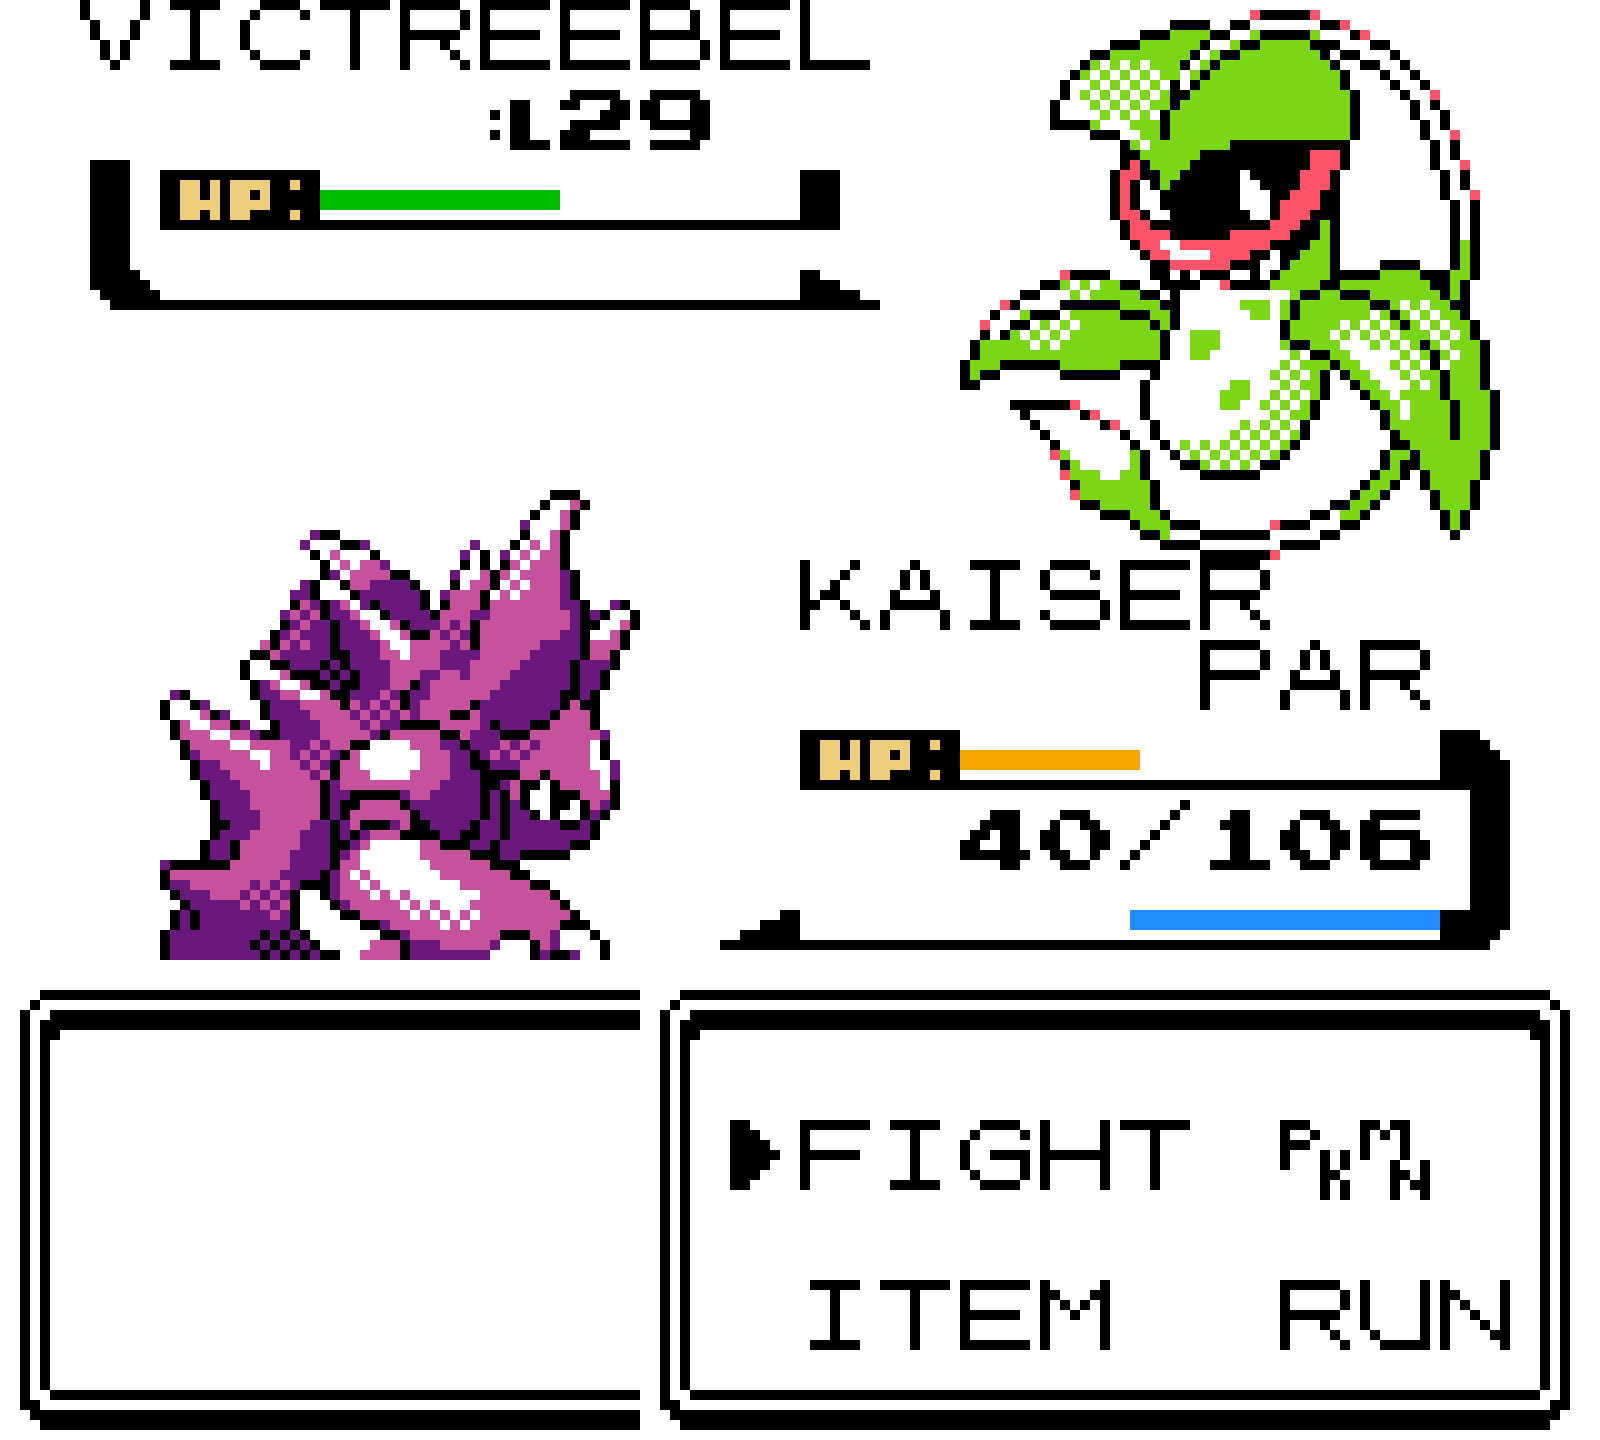 VICTREEBEL
:L29
HP:
KAISER
PAR
HP:
40/106
▶FIGHT PKMN
ITEM RUN